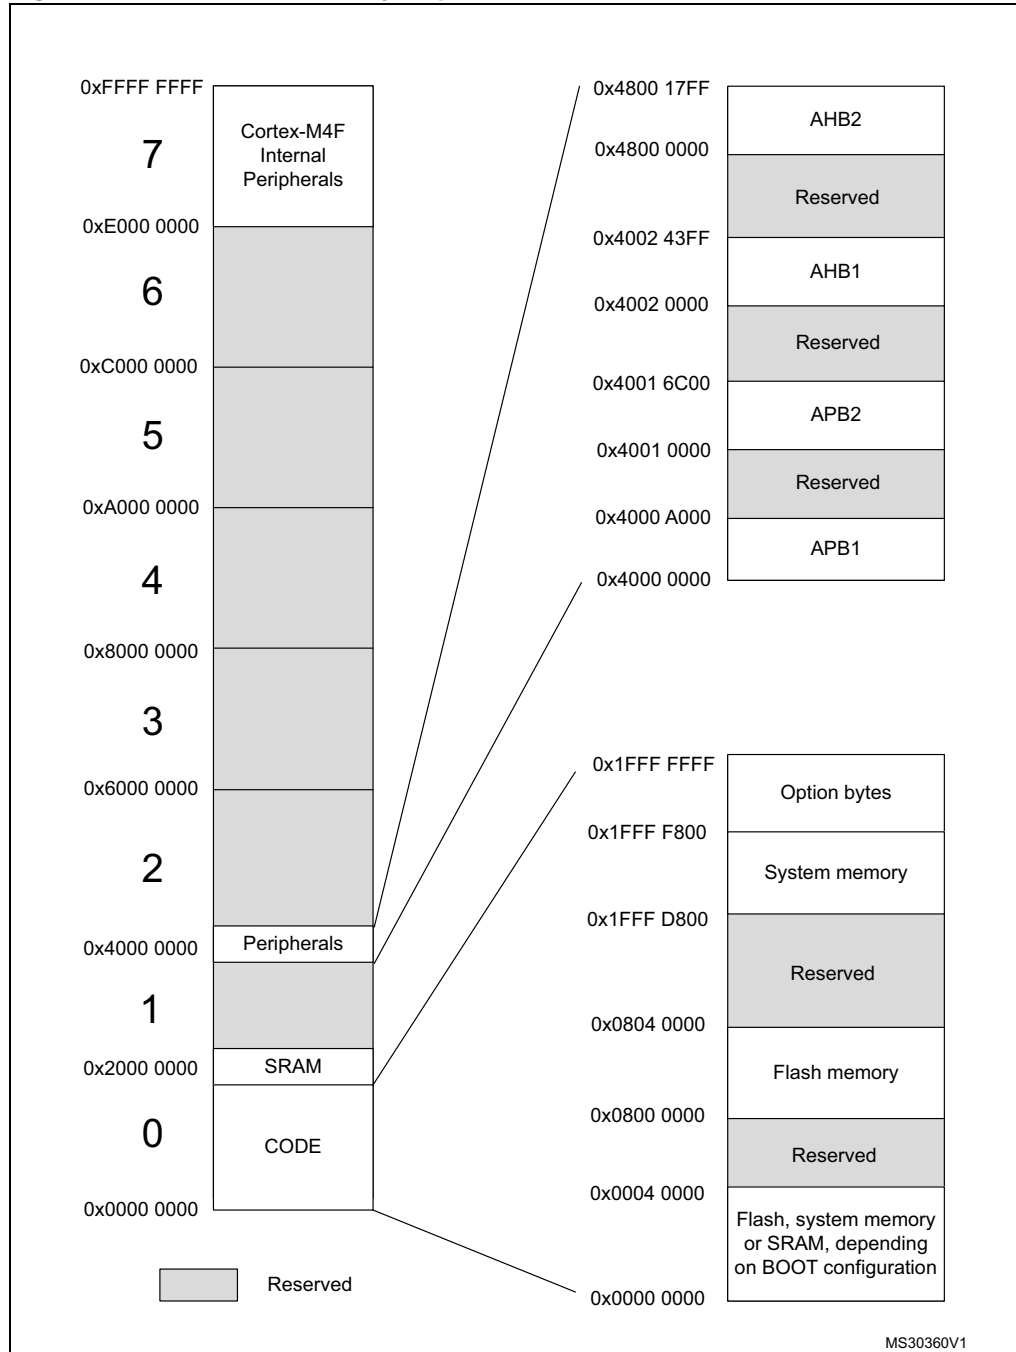 0xFFFF FFFF
7
Cortex-M4F
Internal
Peripherals
0xE000 0000
6
0xC000 0000
5
0xA000 0000
4
0x8000 0000
3
0x6000 0000
2
0x4000 0000
Peripherals
1
0x2000 0000
SRAM
0
CODE
0x0000 0000
Reserved
0x4800 17FF
AHB2
0x4800 0000
Reserved
0x4002 43FF
AHB1
0x4002 0000
Reserved
0x4001 6C00
APB2
0x4001 0000
Reserved
0x4000 A000
APB1
0x4000 0000
0x1FFF FFFF
Option bytes
0x1FFF F800
System memory
0x1FFF D800
Reserved
0x0804 0000
Flash memory
0x0800 0000
Reserved
0x0004 0000
Flash, system memory
or SRAM, depending
on BOOT configuration
0x0000 0000
MS30360V1